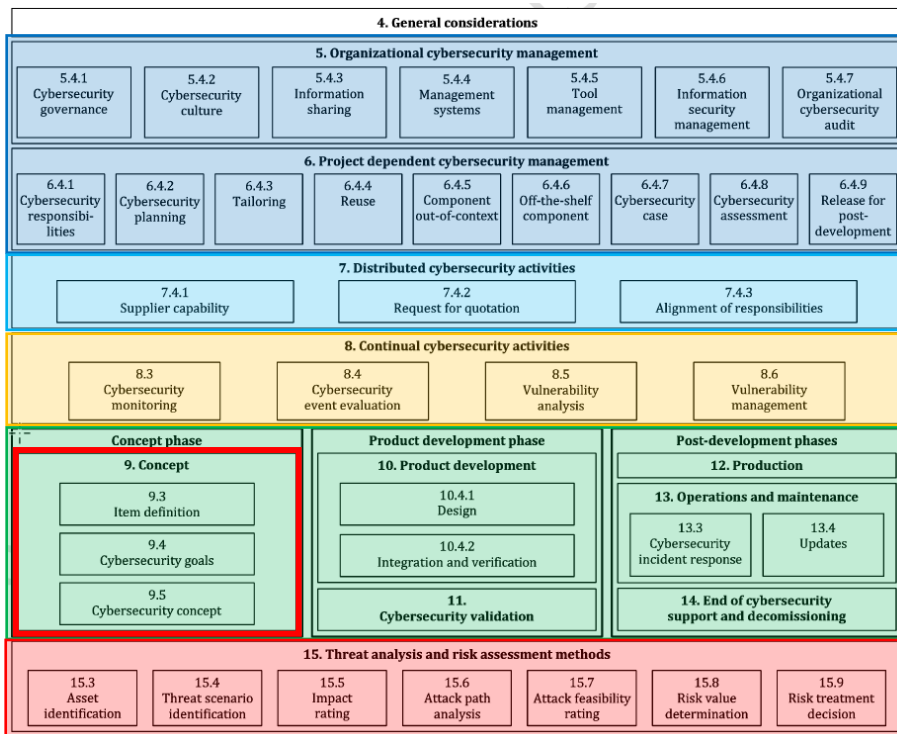 4. General considerations
5. Organizational cybersecurity management
5.4.1
Cybersecurity
governance
5.4.2
Cybersecurity
culture
5.4.3
Information
sharing
5.4.4
Management
systems
5.4.5
Tool
management
5.4.6
Information
security
management
5.4.7
Organizational
cybersecurity
audit
6. Project dependent cybersecurity management
6.4.1
Cybersecurity
responsibi-
lities
6.4.2
Cybersecurity
planning
6.4.3
Tailoring
6.4.4
Reuse
6.4.5
Component
out-of-context
6.4.6
Off-the-shelf
component
6.4.7
Cybersecurity
case
6.4.8
Cybersecurity
assessment
6.4.9
Release for
post-
development
7. Distributed cybersecurity activities
7.4.1
Supplier capability
7.4.2
Request for quotation
7.4.3
Alignment of responsibilities
8. Continual cybersecurity activities
8.3
Cybersecurity
monitoring
8.4
Cybersecurity
event evaluation
8.5
Vulnerability
analysis
8.6
Vulnerability
management
Concept phase
9. Concept
9.3
Item definition
9.4
Cybersecurity goals
9.5
Cybersecurity concept
Product development phase
10. Product development
10.4.1
Design
10.4.2
Integration and verification
11.
Cybersecurity validation
Post-development phases
12. Production
13. Operations and maintenance
13.3
Cybersecurity
incident response
13.4
Updates
14. End of cybersecurity
support and decomissioning
15. Threat analysis and risk assessment methods
15.3
Asset
identification
15.4
Threat scenario
identification
15.5
Impact
rating
15.6
Attack path
analysis
15.7
Attack feasibility
rating
15.8
Risk value
determination
15.9
Risk treatment
decision